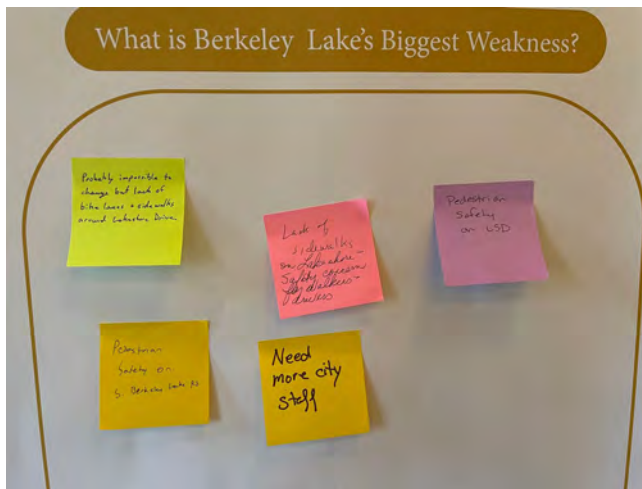 What is Berkeley Lake's Biggest Weakness?
Probably impossible to
change but lack of
bike lanes + sidewalks
around Lakeshore Drive
Lack of
sidewalks
on Lakeshore -
Safety concern
for walkers -
drivers
Pedestrian
Safety
on LSD
Pedestrian
Safety on
S. Berkeley Lake Rd
Need
more city
staff